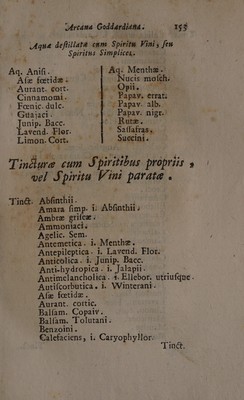 Arcana Goddardiana. 155
Aquæ destillatæ cum Spiritu Vini, seu
Spiritus Simplices.
Aq. Anisi.
Asæ fœtidæ.
Aurant. cort.
Cinnamomi.
Fœnic. dulc.
Guajaci.
Junip. Bacc.
Lavend. Flor.
Limon. Cort.
Aq. Menthæ.
Nucis mosch.
Opii.
Papav. errat.
Papav. alb.
Papav. nigr.
Rutæ.
Sassafras.
Succini.
Tincturæ cum Spiritibus propriis,
vel Spiritu Vini paratæ.
Tinct. Absinthii.
Amara simp. i. Absinthii.
Ambræ griseæ.
Ammoniaci.
Agelic. Sem.
Antemetica. i. Menthæ.
Antepileptica. i. Lavend. Flor.
Anticolica. i. Junip. Bacc.
Anti-hydropica. i. Jalapii.
Antimelancholica. i. Ellebor. utriusque.
Antiscorbutica. i. Winterani.
Asæ fœtidæ.
Aurant. cortic.
Balsam. Copaiv.
Balsam. Tolutani.
Benzoini.
Calefaciens, i. Caryophyllor.
Tinct.